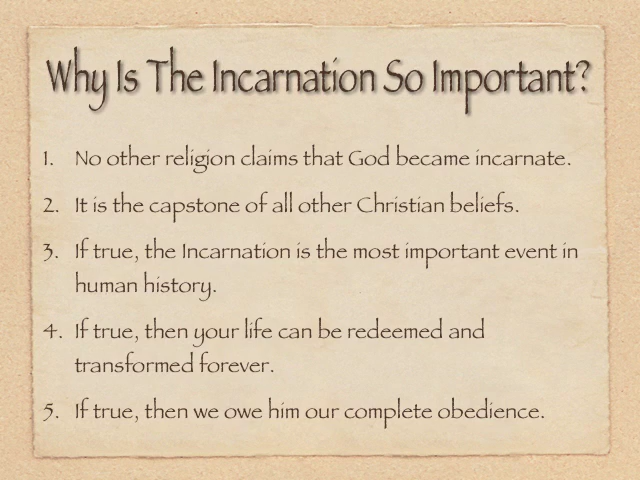 Why Is The Incarnation So Important?
1. No other religion claims that God became incarnate.
2. It is the capstone of all other Christian beliefs.
3. If true, the Incarnation is the most important event in
human history.
4. If true, then your life can be redeemed and
transformed forever.
5. If true, then we owe him our complete obedience.